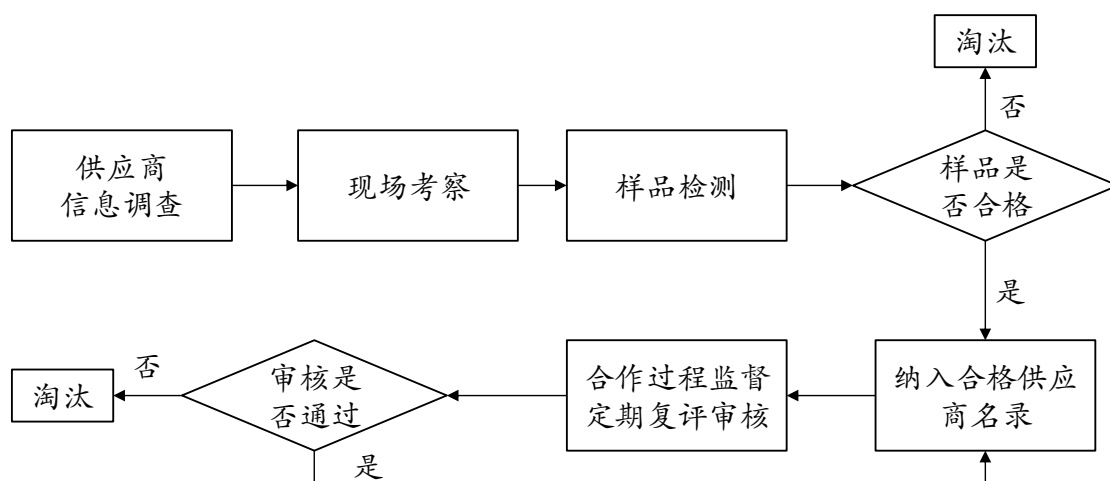 淘汰
否
供应商
信息调查
现场考察
样品检测
样品是
否合格
是
淘汰
否
审核是
否通过
合作过程监督
定期复评审核
纳入合格供应
商名录
是